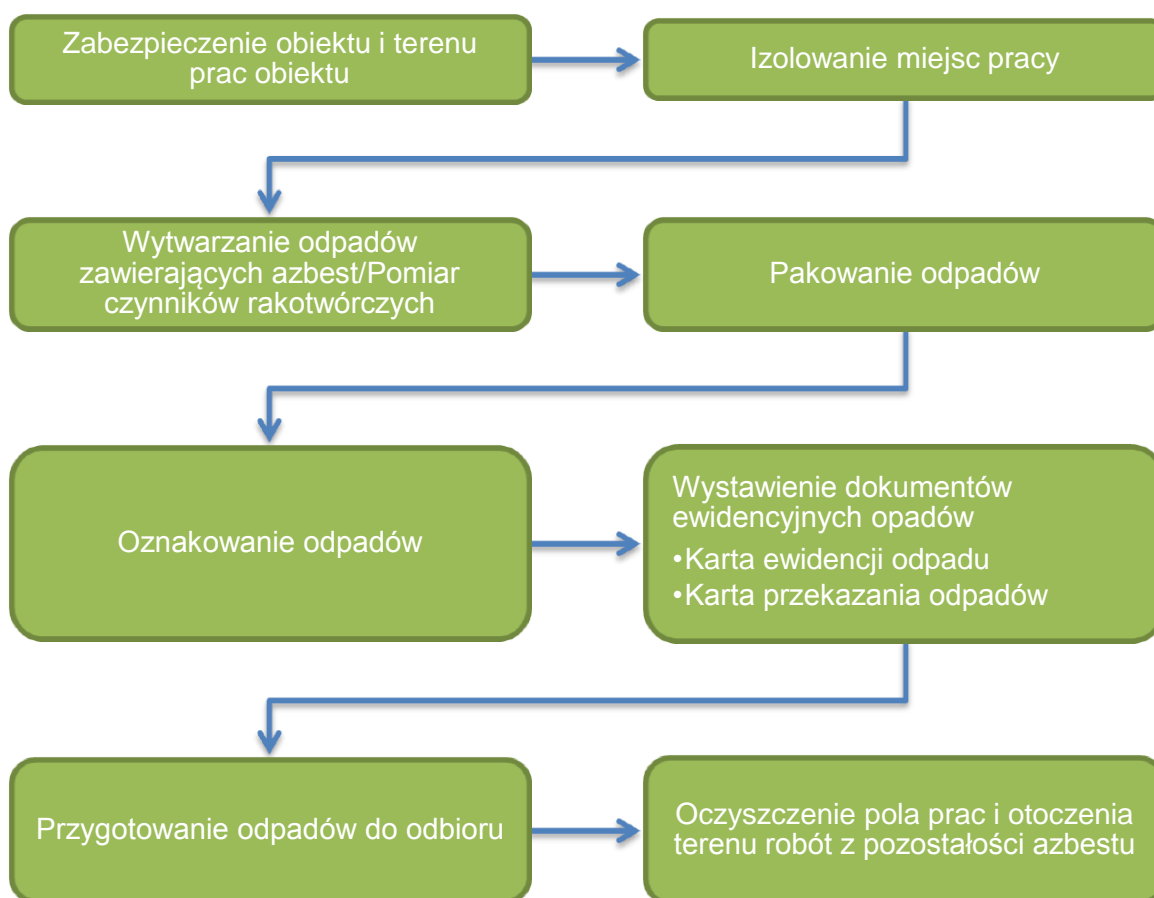 Zabezpieczenie obiektu i terenu
prac obiektu
Izolowanie miejsc pracy
Wytwarzanie odpadów
zawierających azbest/Pomiar
czynników rakotwórczych
Pakowanie odpadów
Oznakowanie odpadów
Wystawienie dokumentów
ewidencyjnych opadów
•Karta ewidencji odpadu
•Karta przekazania odpadów
Przygotowanie odpadów do odbioru
Oczyszczenie pola prac i otoczenia
terenu robót z pozostałości azbestu